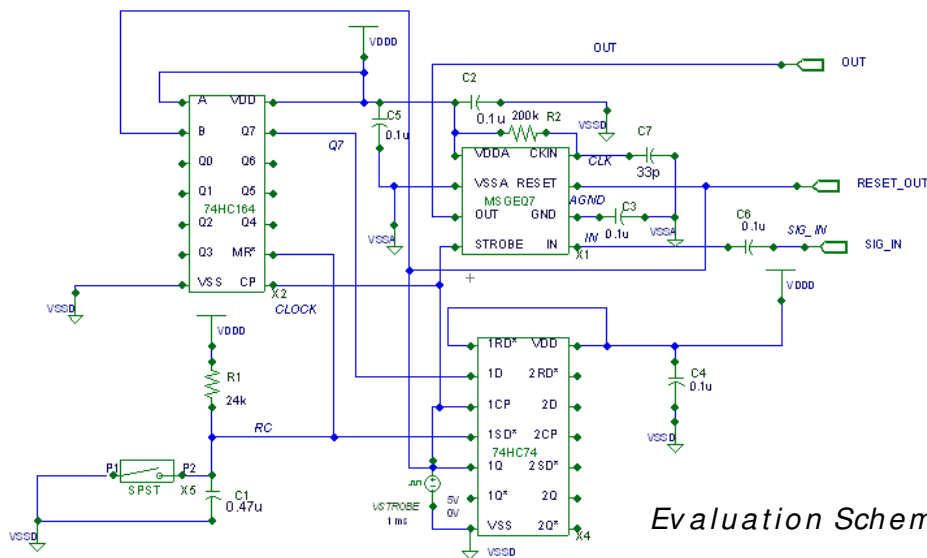 OUT
OUT
VDDD
C2
0.1u
VSSD
A VDD
B Q7
Q0 Q6
Q1 Q5
74HC164
Q2 Q4
Q3 MR*
VSS CP
X2
Q7
C5
0.1u
200k R2
C7
33p
VDDA CKIN
CLK
VSSA RESET
MSGEQ7
OUT GND
STROBE IN
X1
AGND
C3
0.1u
IN
VSSA
VSSA
RESET_OUT
C6
0.1u
SIG_IN
SIG_IN
VDDD
VSSD
CLOCK
VDDD
R1
24k
RC
P1 P2
SPST
X5
C1
0.47u
VSSD
1RD* VDD
1D 2RD*
1CP 2D
1SD* 2CP
74HC74
1Q 2SD*
1Q* 2Q
VSS 2Q*
X4
C4
0.1u
VSSD
VSTROBE
1 ms
5V
0V
VSSD
Evaluation Schem